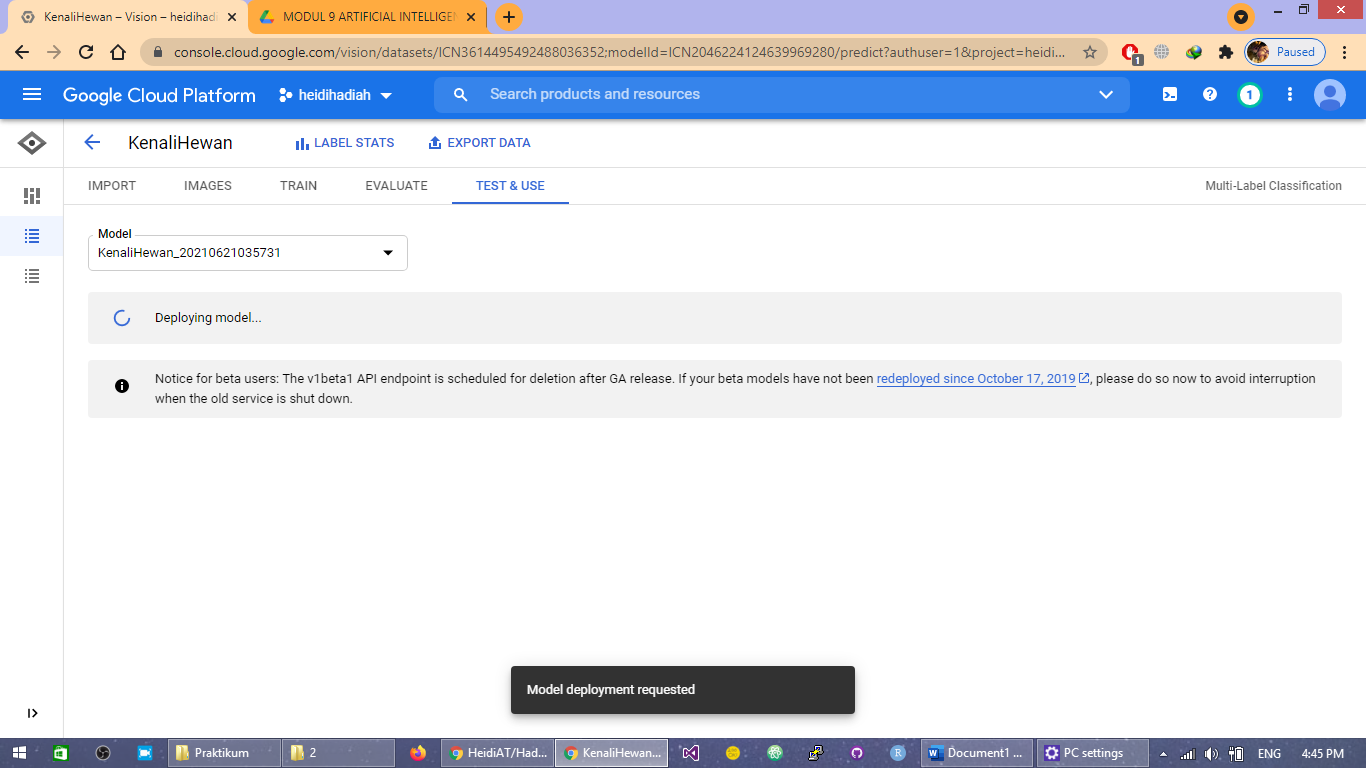 KenaliHewan – Vision – heidihadi
MODUL 9 ARTIFICIAL INTELLIGEN
console.cloud.google.com/vision/datasets/ICN3614495492488036352;modelId=ICN2046224124639969280/predict?authuser=1&project=heidi...
1
Paused
Google Cloud Platform
heidihadiah
Search products and resources
1
KenaliHewan
LABEL STATS
EXPORT DATA
IMPORT
IMAGES
TRAIN
EVALUATE
TEST & USE
Multi-Label Classification
Model
KenaliHewan_20210621035731
Deploying model...
Notice for beta users: The v1beta1 API endpoint is scheduled for deletion after GA release. If your beta models have not been redeployed since October 17, 2019, please do so now to avoid interruption
when the old service is shut down.
Model deployment requested
Praktikum
2
HeidiAT/Had...
KenaliHewan...
Document1 ...
PC settings
ENG
4:45 PM